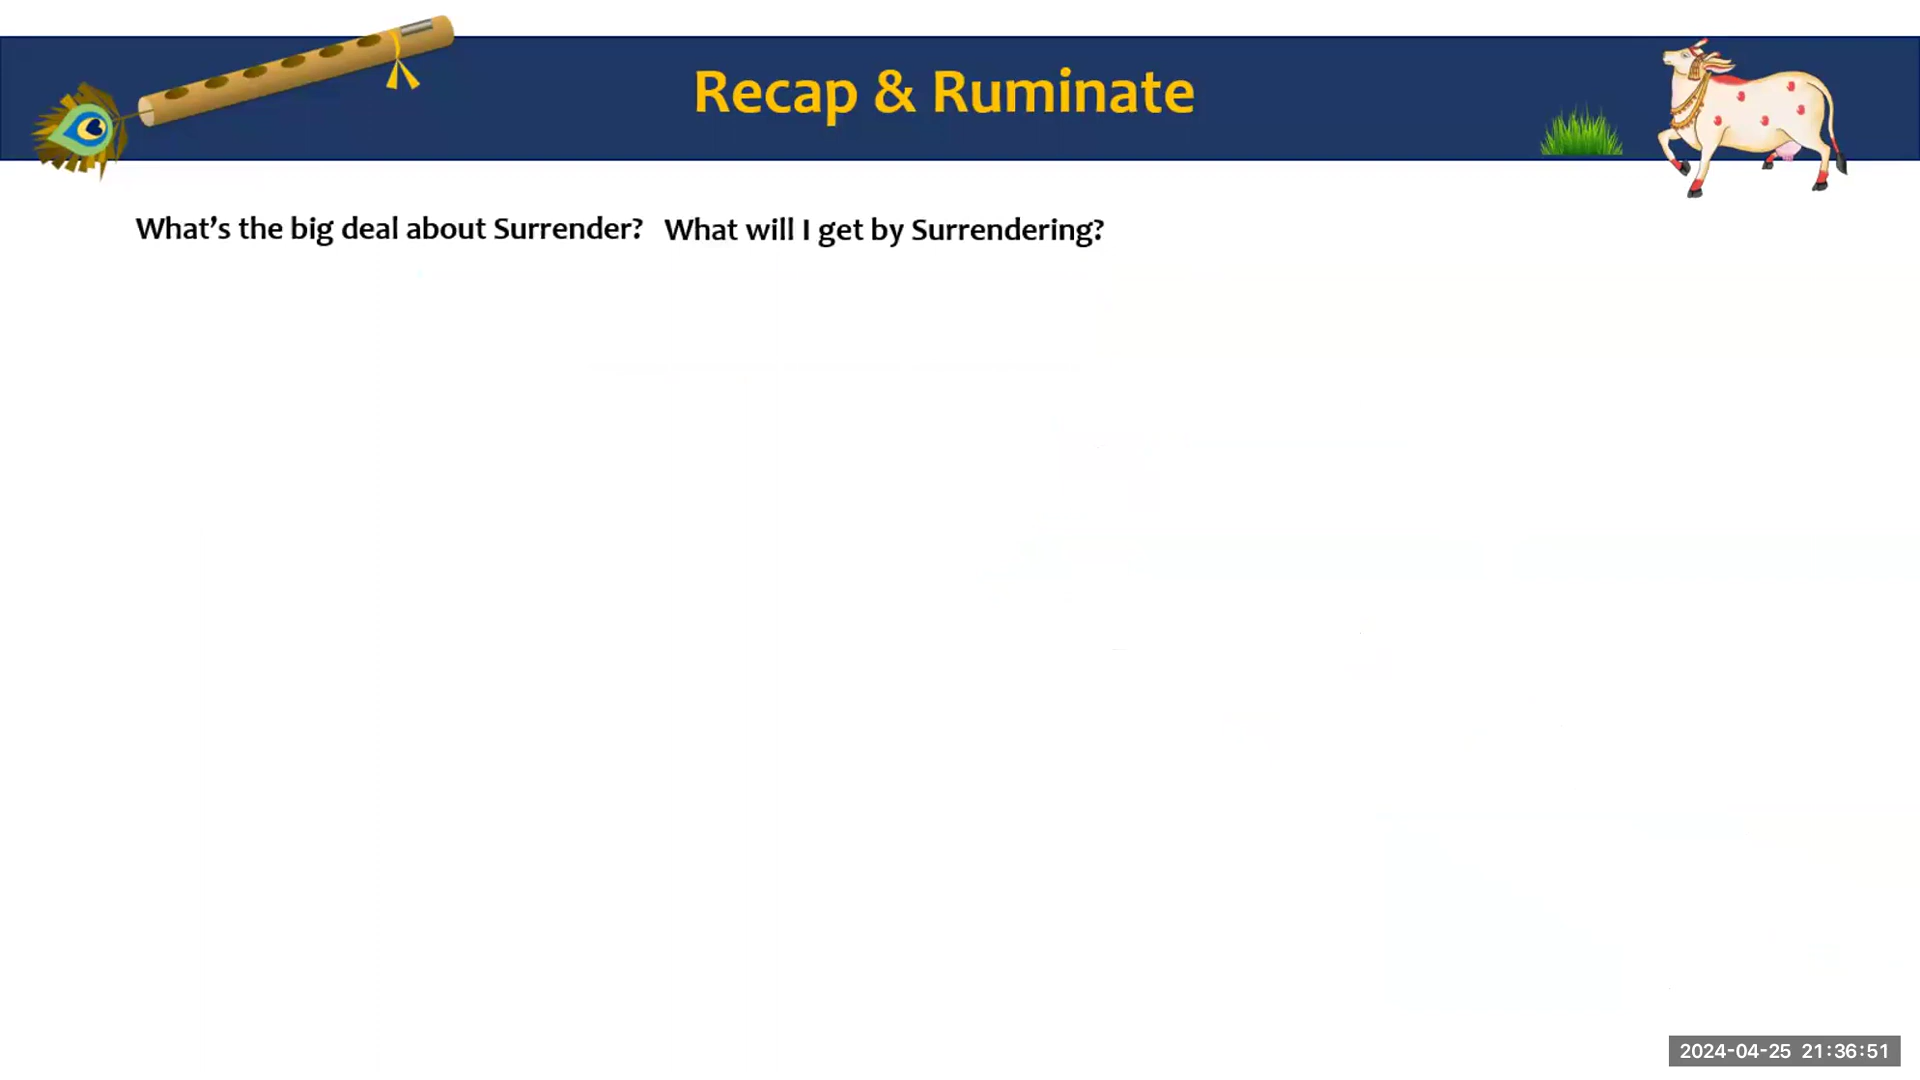 Recap & Ruminate
What’s the big deal about Surrender? What will I get by Surrendering?
2024-04-25 21:36:51